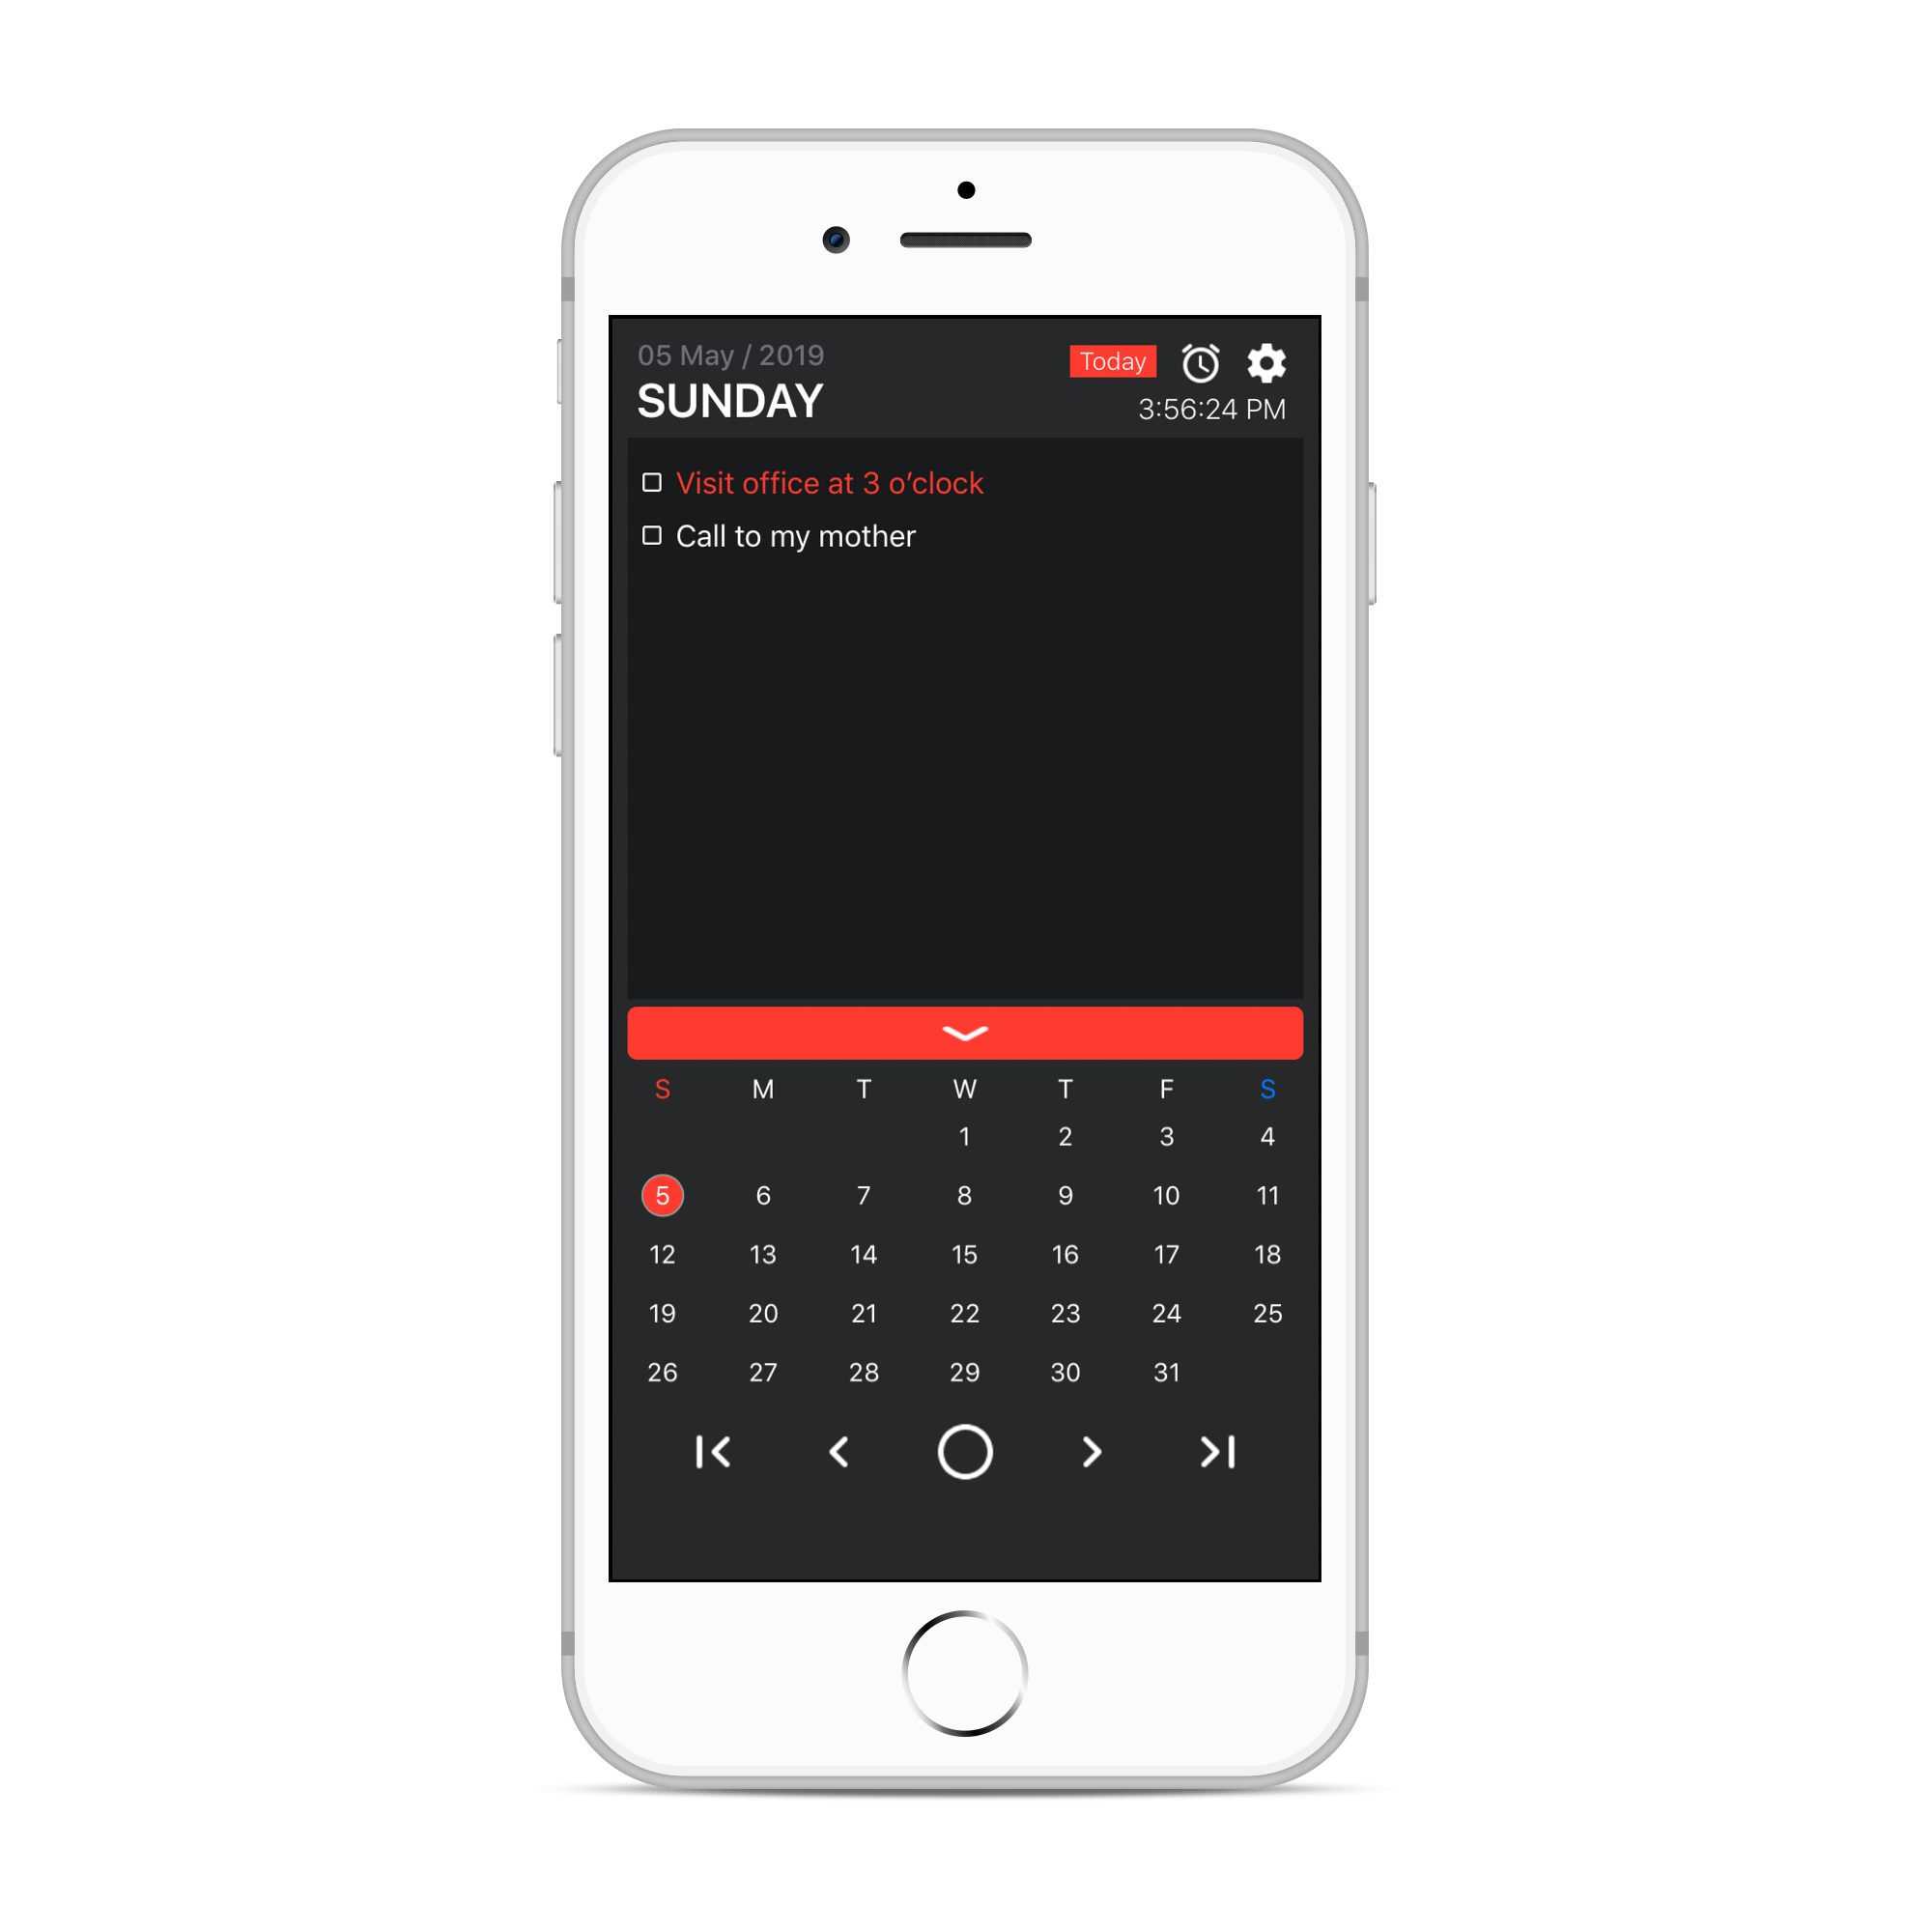 05 May / 2019
Today
SUNDAY
3:56:24 PM
Visit office at 3 o’clock
Call to my mother
S M T W T F S
1 2 3 4
5 6 7 8 9 10 11
12 13 14 15 16 17 18
19 20 21 22 23 24 25
26 27 28 29 30 31